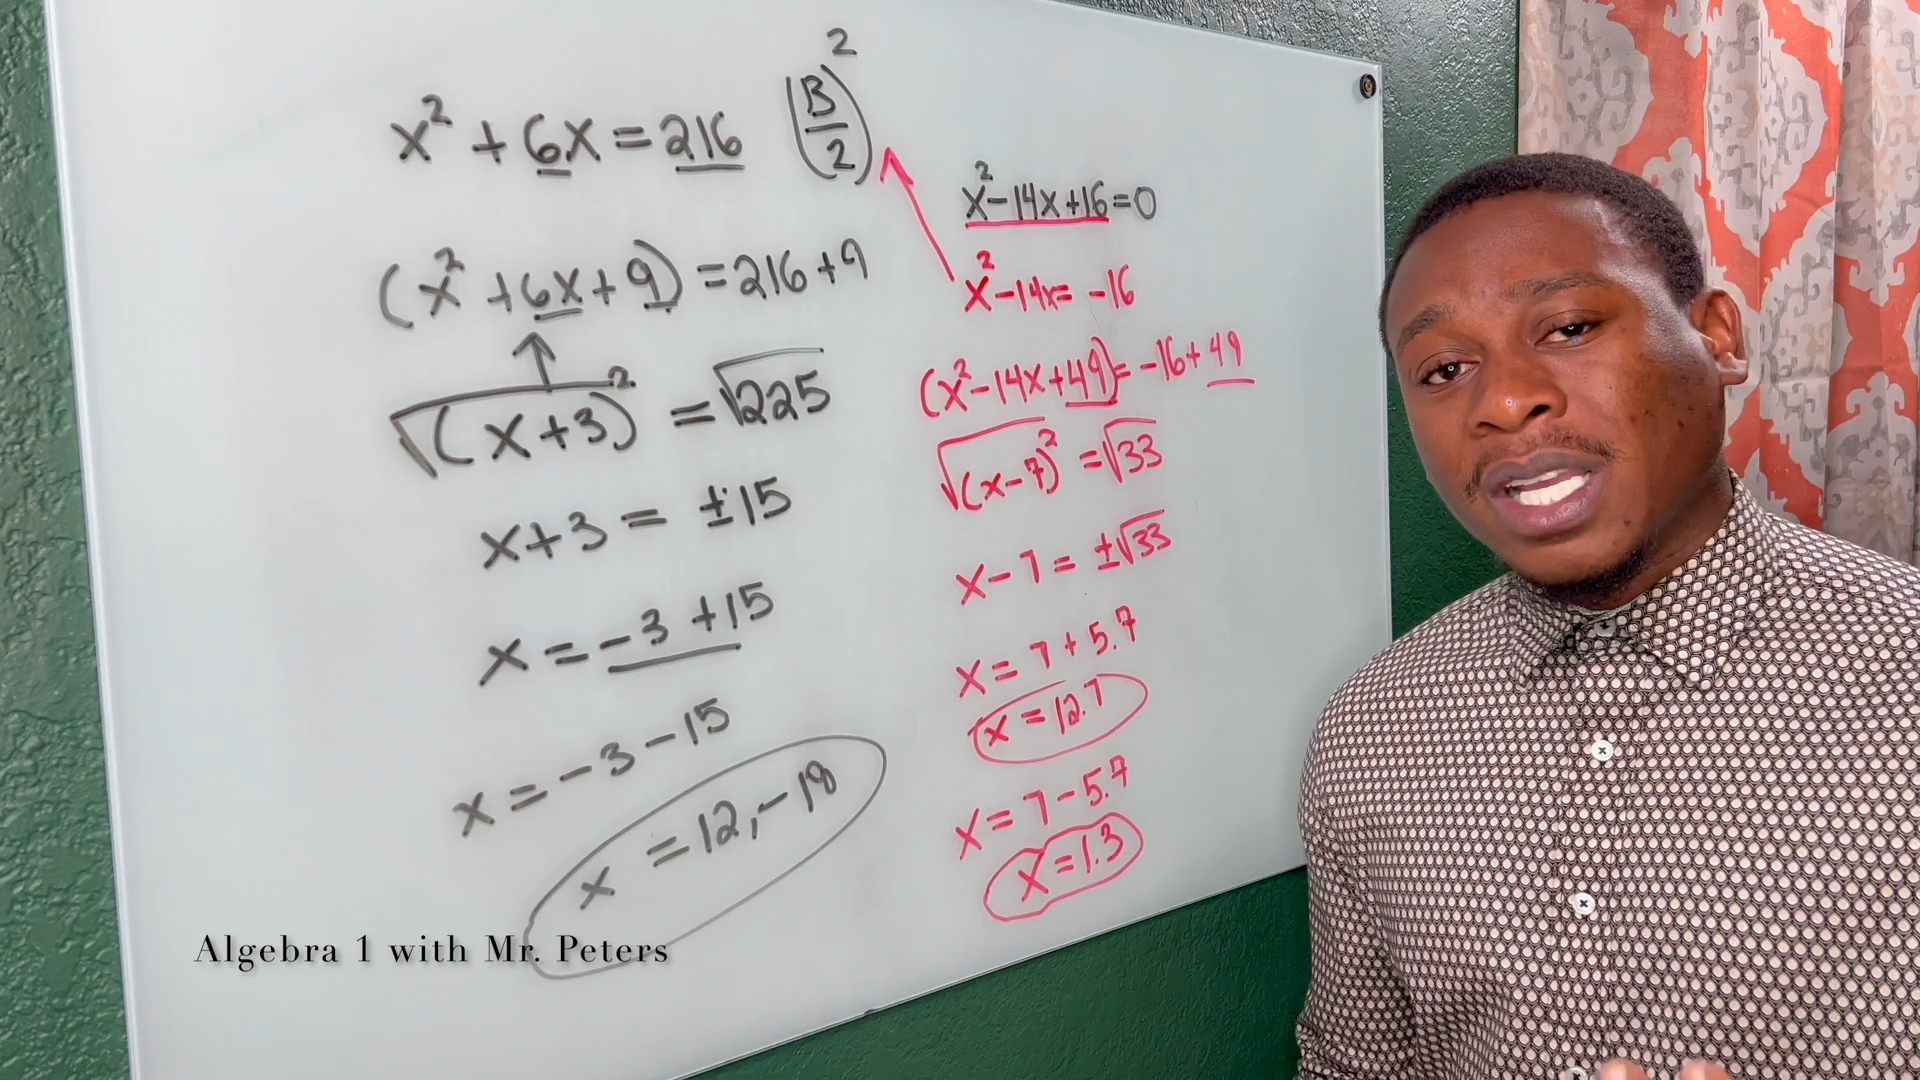 x² + 6x = 216 (B/2)²
(x² + 6x + 9) = 216 + 9
√(x+3)² = √225
x+3 = ±15
x = -3 + 15
x = -3 - 15
x = 12, -18
x² - 14x + 16 = 0
x² - 14x = -16
(x² - 14x + 49) = -16 + 49
√(x-7)² = √33
x - 7 = ±√33
x = 7 + 5.7
x = 12.7
x = 7 - 5.7
x = 1.3
Algebra 1 with Mr. Peters